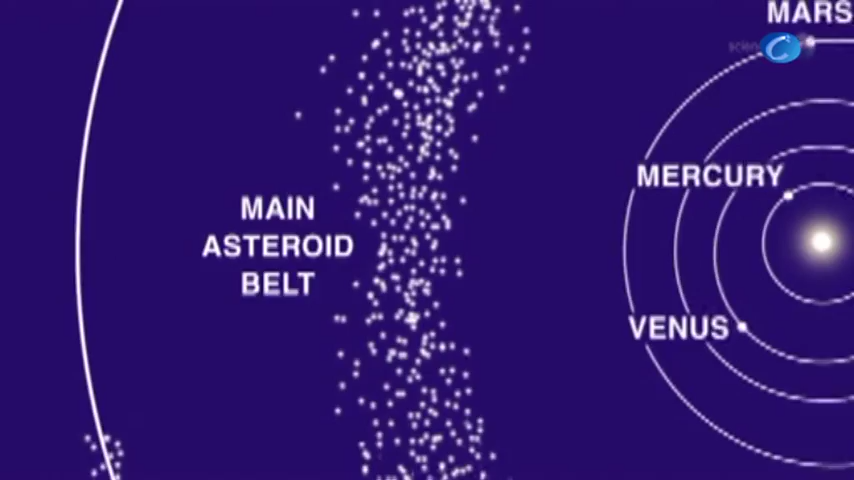 MARS
MERCURY
MAIN
ASTEROID
BELT
VENUS